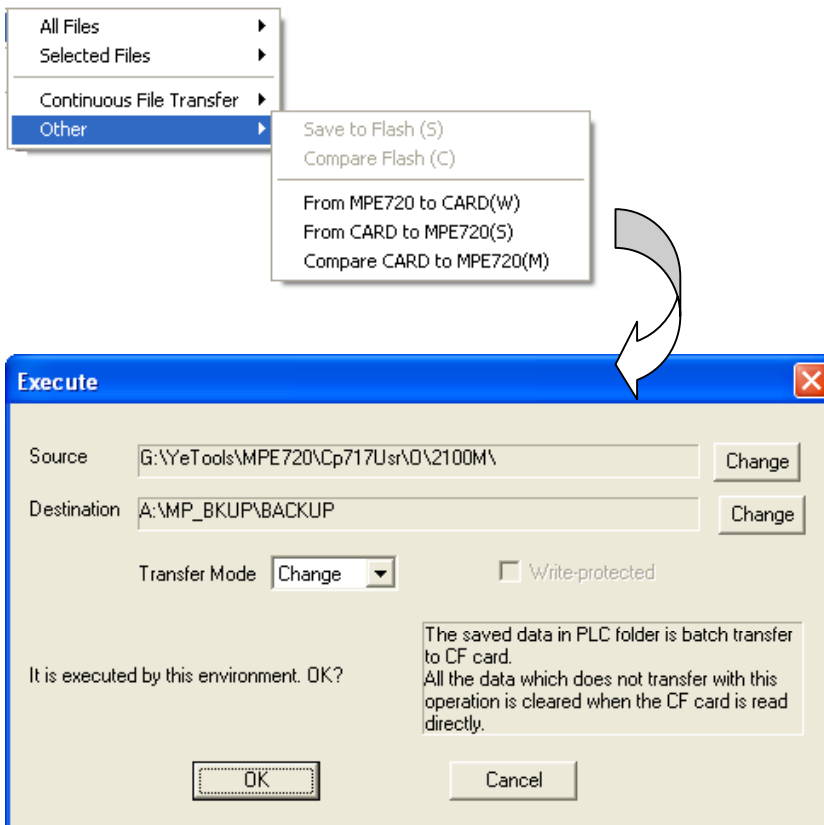 All Files
Selected Files
Continuous File Transfer
Other
Save to Flash (S)
Compare Flash (C)
From MPE720 to CARD(W)
From CARD to MPE720(S)
Compare CARD to MPE720(M)
Execute
Source G:\YeTools\MPE720\Cp717Usr\O\2100M\ Change
Destination A:\MP_BKUP\BACKUP Change
Transfer Mode Change Write-protected
The saved data in PLC folder is batch transfer
to CF card.
It is executed by this environment. OK?
All the data which does not transfer with this
operation is cleared when the CF card is read
directly.
OK Cancel